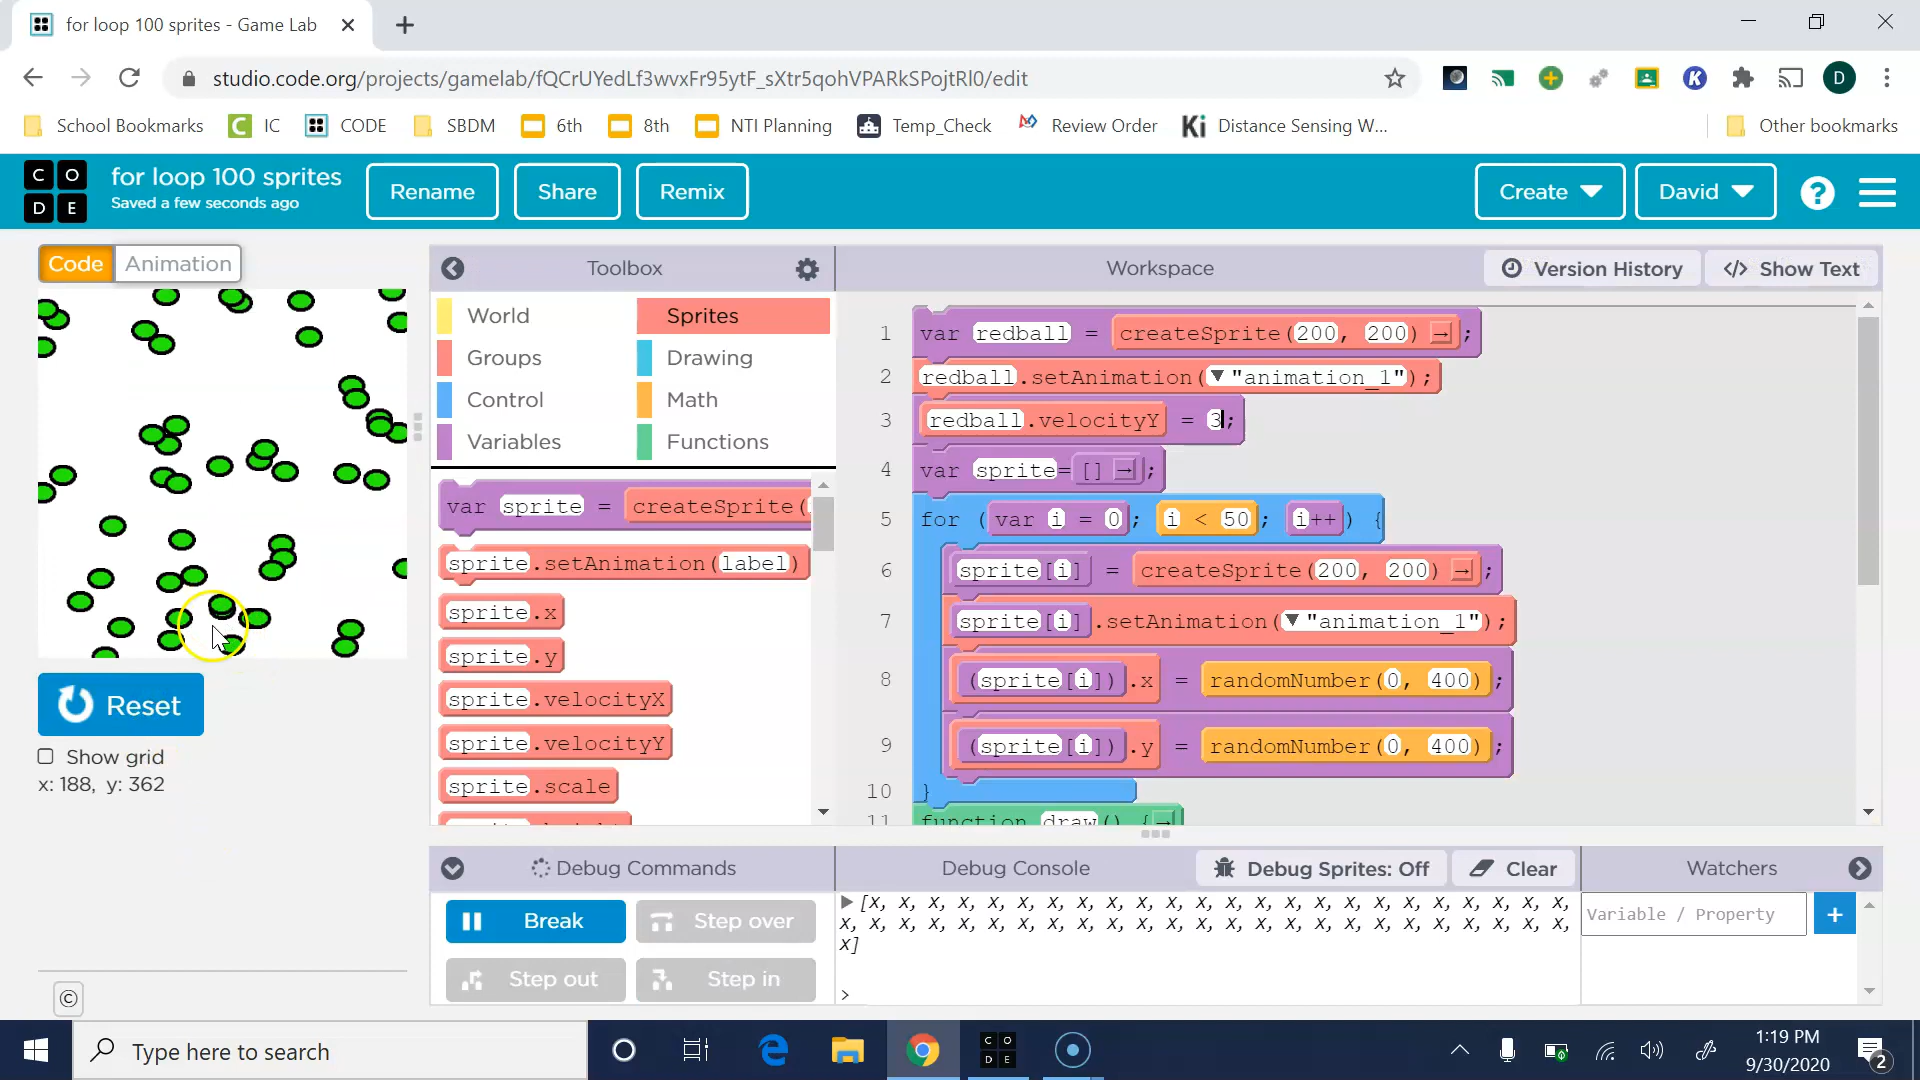 for loop 100 sprites - Game Lab
studio.code.org/projects/gamelab/fQCrUYedLf3wvxFr95ytF_sXtr5qohVPARkSPojtRl0/edit
D
School Bookmarks
IC
CODE
SBDM
6th
8th
NTI Planning
Temp_Check
Review Order
Ki
Distance Sensing W...
Other bookmarks
C O
D E
for loop 100 sprites
Saved a few seconds ago
Rename
Share
Remix
Create
David
?
Code
Animation
Toolbox
Workspace
Version History
</> Show Text
World
Sprites
Groups
Drawing
Control
Math
Variables
Functions
var sprite = createSprite(
sprite.setAnimation(label)
sprite.x
sprite.y
sprite.velocityX
sprite.velocityY
sprite.scale
1 var redball = createSprite(200, 200) → ;
2 redball.setAnimation(▼"animation_1");
3 redball.velocityY = 3;
4 var sprite=[] → ;
5 for (var i = 0; i < 50; i++) {
6 sprite[i] = createSprite(200, 200) → ;
7 sprite[i].setAnimation(▼"animation_1");
8 (sprite[i]).x = randomNumber(0, 400);
9 (sprite[i]).y = randomNumber(0, 400);
10 }
11 function draw() { →
Reset
Show grid
x: 188, y: 362
©
Debug Commands
Debug Console
Debug Sprites: Off
Clear
Watchers
Break
Step over
Step out
Step in
[X, X, X, X, X, X, X, X, X, X, X, X, X, X, X, X, X, X, X, X, X, X, X, X,
X, X, X, X, X, X, X, X, X, X, X, X, X, X, X, X, X, X, X, X, X, X, X, X, X,
X]
>
Variable / Property
+
Type here to search
C O
D E
1:19 PM
9/30/2020
2